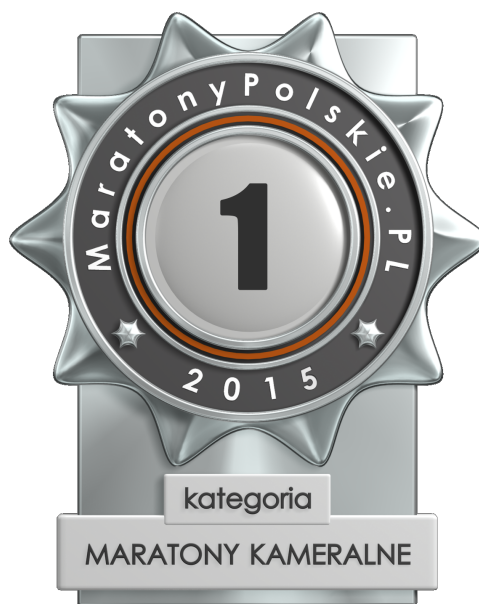 MaratonyPolskie.PL
1
2015
kategoria
MARATONY KAMERALNE